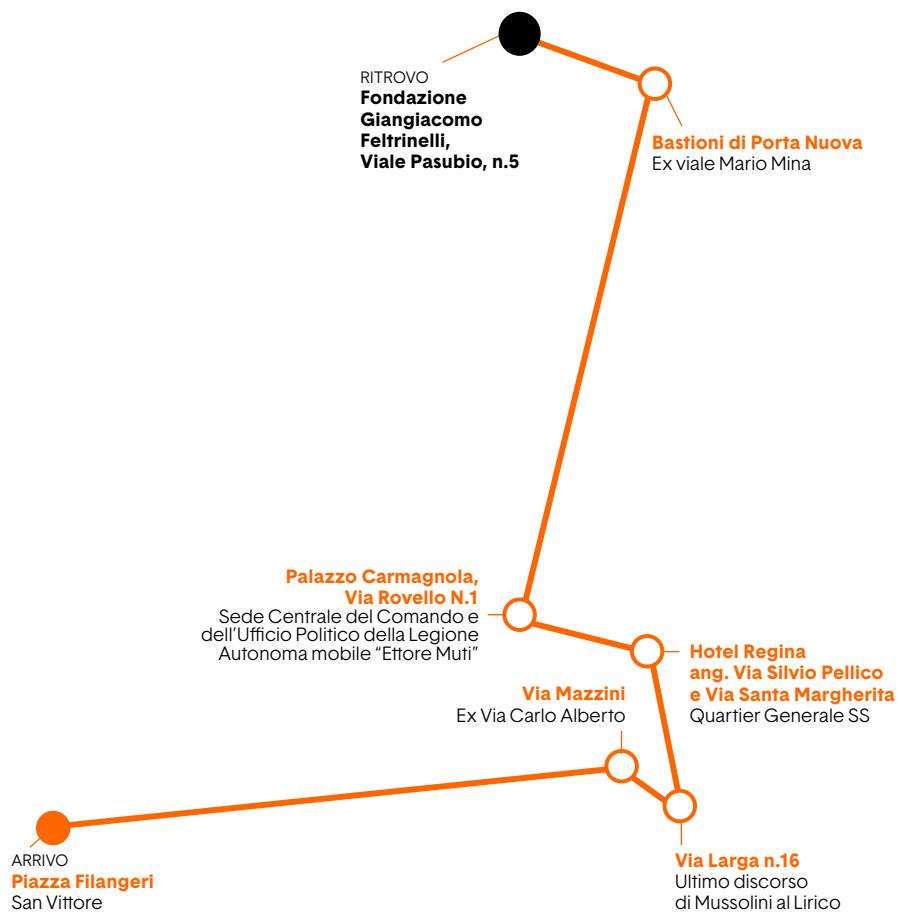 RITROVO
Fondazione
Giangiacomo
Feltrinelli,
Viale Pasubio, n.5
Bastioni di Porta Nuova
Ex viale Mario Mina
Palazzo Carmagnola,
Via Rovello N.1
Sede Centrale del Comando e
dell'Ufficio Politico della Legione
Autonoma mobile “Ettore Muti”
Hotel Regina
ang. Via Silvio Pellico
e Via Santa Margherita
Quartier Generale SS
Via Mazzini
Ex Via Carlo Alberto
Via Larga n.16
Ultimo discorso
di Mussolini al Lirico
ARRIVO
Piazza Filangeri
San Vittore